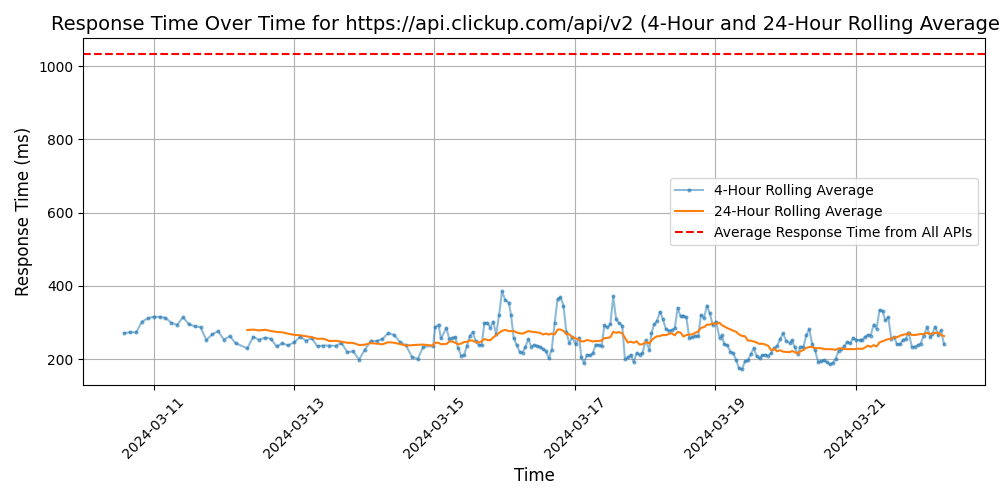 Response Time Over Time for https://api.clickup.com/api/v2 (4-Hour and 24-Hour Rolling Average
Response Time (ms)
1000
800
600
400
200
4-Hour Rolling Average
24-Hour Rolling Average
Average Response Time from All APIs
2024-03-11
2024-03-13
2024-03-15
2024-03-17
2024-03-19
2024-03-21
Time